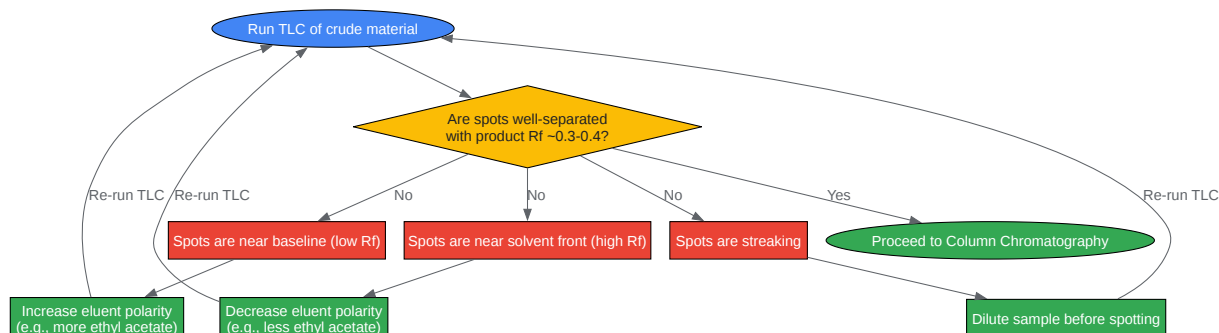 Run TLC of crude material
Are spots well-separated
with product Rf ~0.3-0.4?
Re-run TLC
Re-run TLC
No
No
No
Yes
Re-run TLC
Spots are near baseline (low Rf)
Spots are near solvent front (high Rf)
Spots are streaking
Proceed to Column Chromatography
Increase eluent polarity
(e.g., more ethyl acetate)
Decrease eluent polarity
(e.g., less ethyl acetate)
Dilute sample before spotting